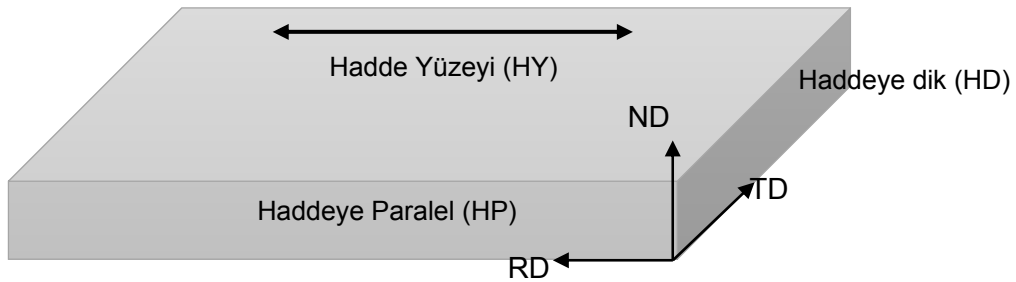 Hadde Yüzeyi (HY)
Haddeye dik (HD)
ND
TD
Haddeye Paralel (HP)
RD